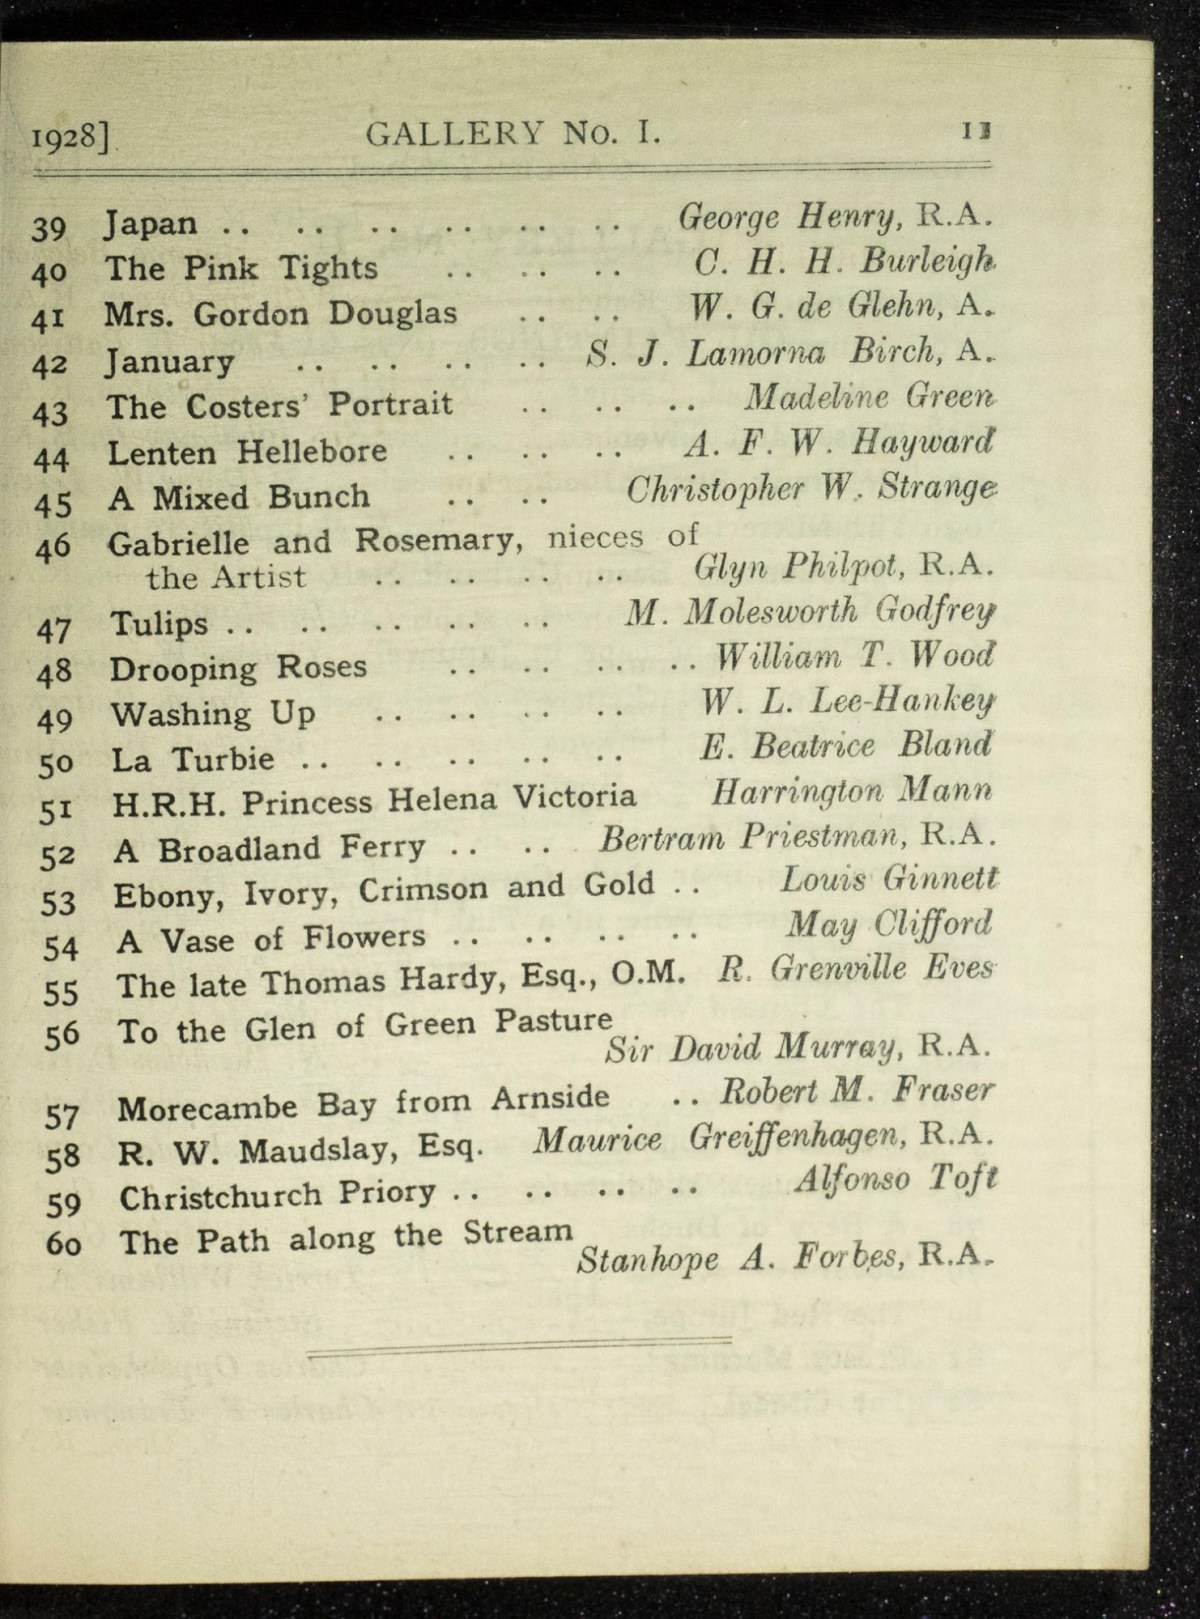 1928] GALLERY No. I. 11
39 Japan .. .. .. .. .. .. George Henry, R.A.
40 The Pink Tights .. .. .. C. H. H. Burleigh
41 Mrs. Gordon Douglas .. .. W. G. de Glehn, A.
42 January .. .. .. .. S. J. Lamorna Birch, A.
43 The Costers' Portrait .. .. .. Madeline Green
44 Lenten Hellebore .. .. .. A. F. W. Hayward
45 A Mixed Bunch .. .. Christopher W. Strange
46 Gabrielle and Rosemary, nieces of
the Artist .. .. .. .. Glyn Philpot, R.A.
47 Tulips .. .. .. .. .. M. Molesworth Godfrey
48 Drooping Roses .. .. .. .. William T. Wood
49 Washing Up .. .. .. .. W. L. Lee-Hankey
50 La Turbie .. .. .. .. .. E. Beatrice Bland
51 H.R.H. Princess Helena Victoria Harrington Mann
52 A Broadland Ferry .. .. Bertram Priestman, R.A.
53 Ebony, Ivory, Crimson and Gold .. Louis Ginnett
54 A Vase of Flowers .. .. .. .. May Clifford
55 The late Thomas Hardy, Esq., O.M. R. Grenville Eves
56 To the Glen of Green Pasture
Sir David Murray, R.A.
57 Morecambe Bay from Arnside .. Robert M. Fraser
58 R. W. Maudslay, Esq. Maurice Greiffenhagen, R.A.
59 Christchurch Priory .. .. .. .. Alfonso Toft
60 The Path along the Stream
Stanhope A. Forbes, R.A.